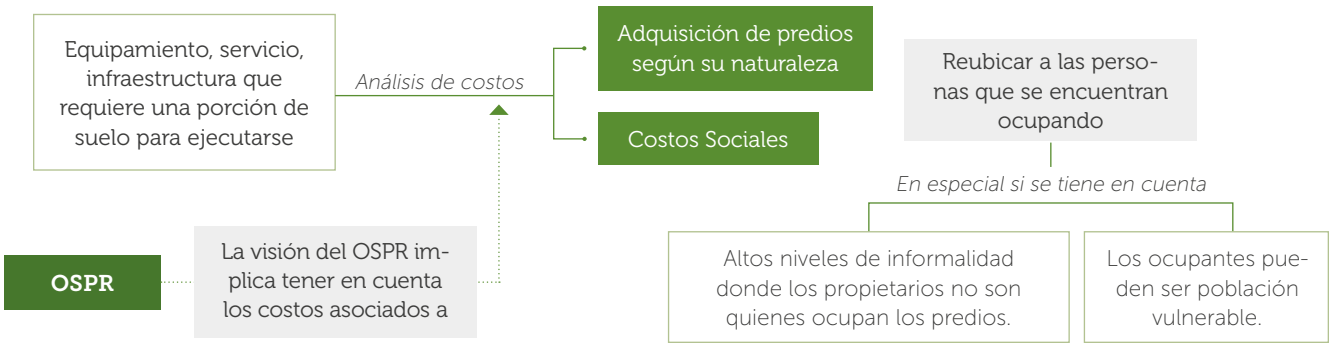 Equipamiento, servicio,
infraestructura que
requiere una porción de
suelo para ejecutarse
Análisis de costos
Adquisición de predios
según su naturaleza
Costos Sociales
OSPR
La visión del OSPR im-
plica tener en cuenta
los costos asociados a
Reubicar a las perso-
nas que se encuentran
ocupando
En especial si se tiene en cuenta
Altos niveles de informalidad
donde los propietarios no son
quienes ocupan los predios.
Los ocupantes pue-
den ser población
vulnerable.